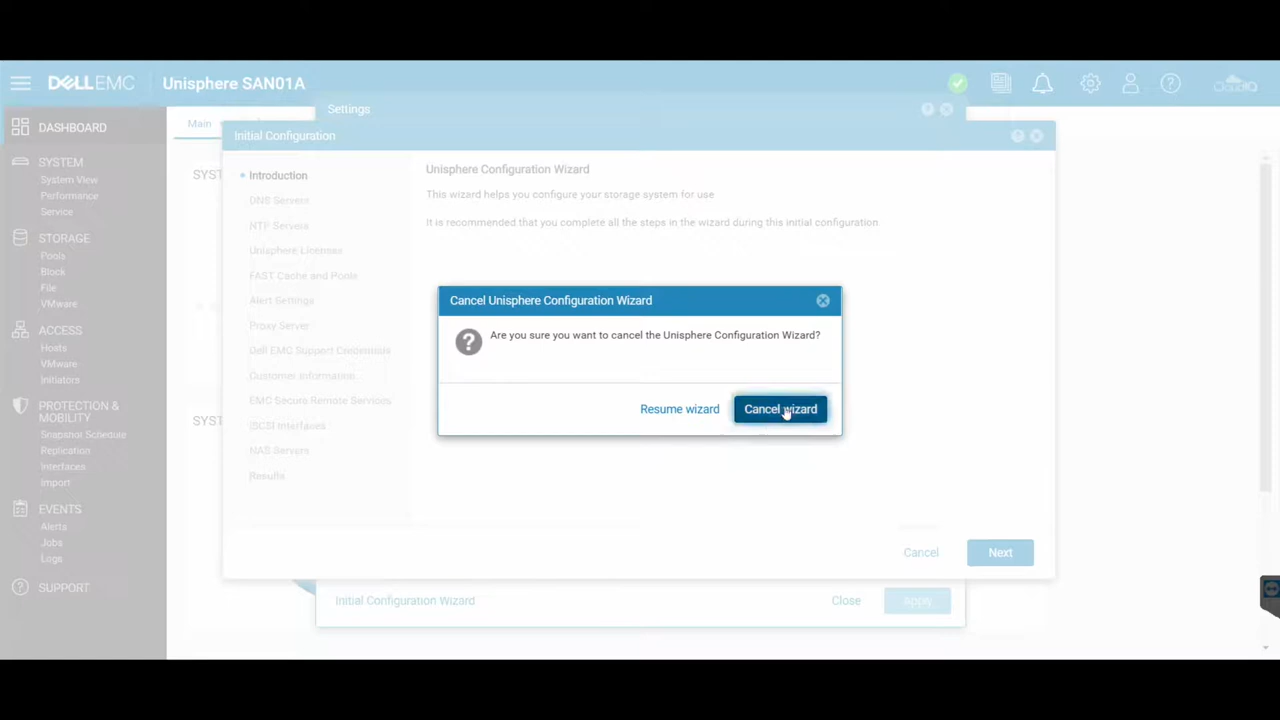 DELLEMC
Unisphere SAN01A
CloudIQ
DASHBOARD
SYSTEM
System View
Performance
Service
STORAGE
Pools
Block
File
VMware
ACCESS
Hosts
VMware
Initiators
PROTECTION &
MOBILITY
Snapshot Schedule
Replication
Interfaces
Import
EVENTS
Alerts
Jobs
Logs
SUPPORT
Main
SYST
SYST
Settings
Initial Configuration
Introduction
DNS Servers
NTP Servers
Unisphere Licenses
FAST Cache and Pools
Alert Settings
Proxy Server
Dell EMC Support Credentials
Customer Information
EMC Secure Remote Services
iSCSI Interfaces
NAS Servers
Results
Unisphere Configuration Wizard
This wizard helps you configure your storage system for use
It is recommended that you complete all the steps in the wizard during this initial configuration
Cancel Unisphere Configuration Wizard
Are you sure you want to cancel the Unisphere Configuration Wizard?
Resume wizard
Cancel wizard
Cancel
Next
Initial Configuration Wizard
Close
Apply